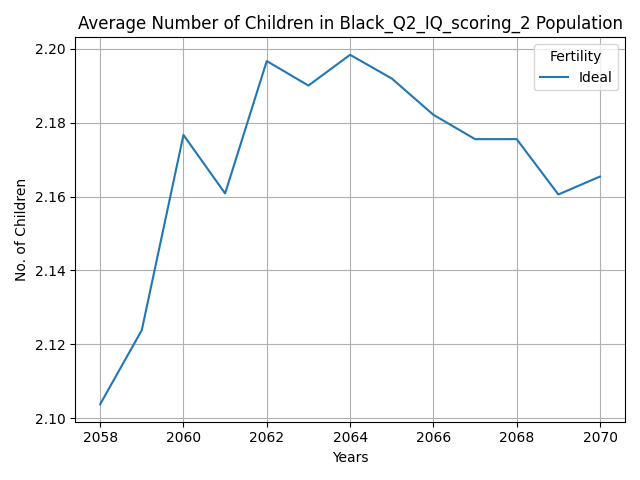 Average Number of Children in Black_Q2_IQ_scoring_2 Population
Fertility
Ideal
No. of Children
2.20
2.18
2.16
2.14
2.12
2.10
2058 2060 2062 2064 2066 2068 2070
Years